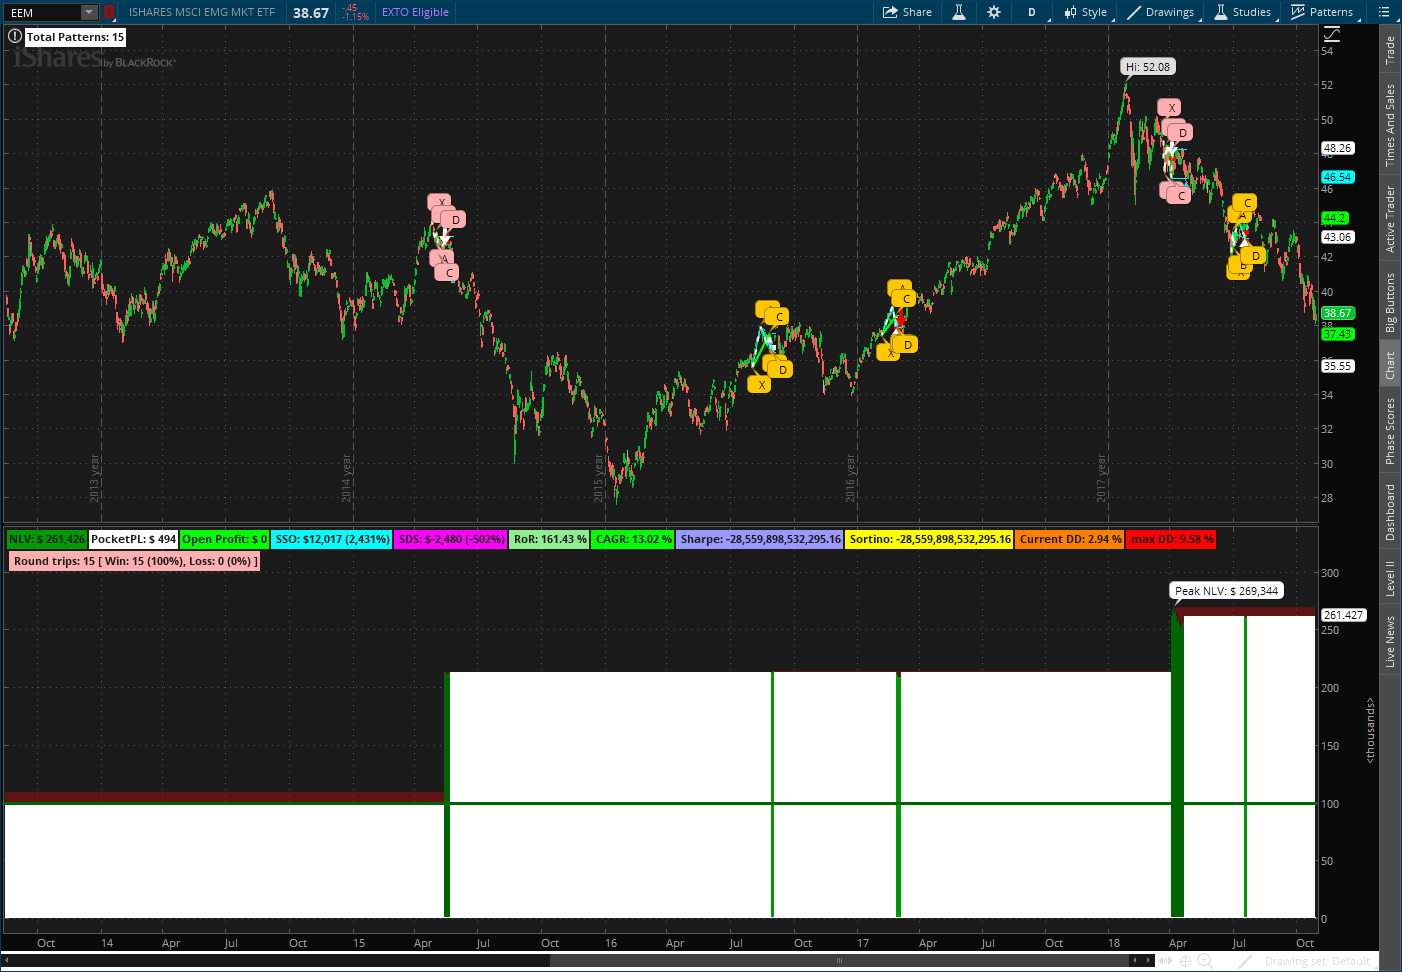 EEM ISHARES MSCI EMG MKT ETF 38.67 -.45 -1.15% EXTO Eligible Share D Style Drawings Studies Patterns
Total Patterns: 15
iShares by BLACKROCK
Hi: 52.08
X
D
C
X
D
A
C
C
A
D
B
X
C
D
X
A
C
D
X
54
52
50
48.26
46.54
46
44.2
43.06
42
40
38.67
38
37.43
36
35.55
34
32
30
28
2013 year
2014 year
2015 year
2016 year
2017 year
NLV: $ 261,426 PocketPL: $ 494 Open Profit: $ 0 SSO: $12,017 (2,431%) SDS: $-2,480 (-502%) RoR: 161.43 % CAGR: 13.02 % Sharpe: -28,559,898,532,295.16 Sortino: -28,559,898,532,295.16 Current DD: 2.94 % max DD: 9.58 %
Round trips: 15 [ Win: 15 (100%), Loss: 0 (0%) ]
Peak NLV: $ 269,344
300
261.427
250
200
150
100
50
0
<thousands>
Oct 14 Apr Jul Oct 15 Apr Jul Oct 16 Apr Jul Oct 17 Apr Jul Oct 18 Apr Jul Oct
Drawing set: Default
Trade
Times And Sales
Active Trader
Big Buttons
Chart
Phase Scores
Dashboard
Level II
Live News